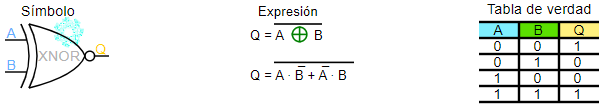 Símbolo
A
B
XNOR
Q
Expresión
Q = A ⊕ B
Q = A · B̅ + A̅ · B
Tabla de verdad
A B Q
0 0 1
0 1 0
1 0 0
1 1 1